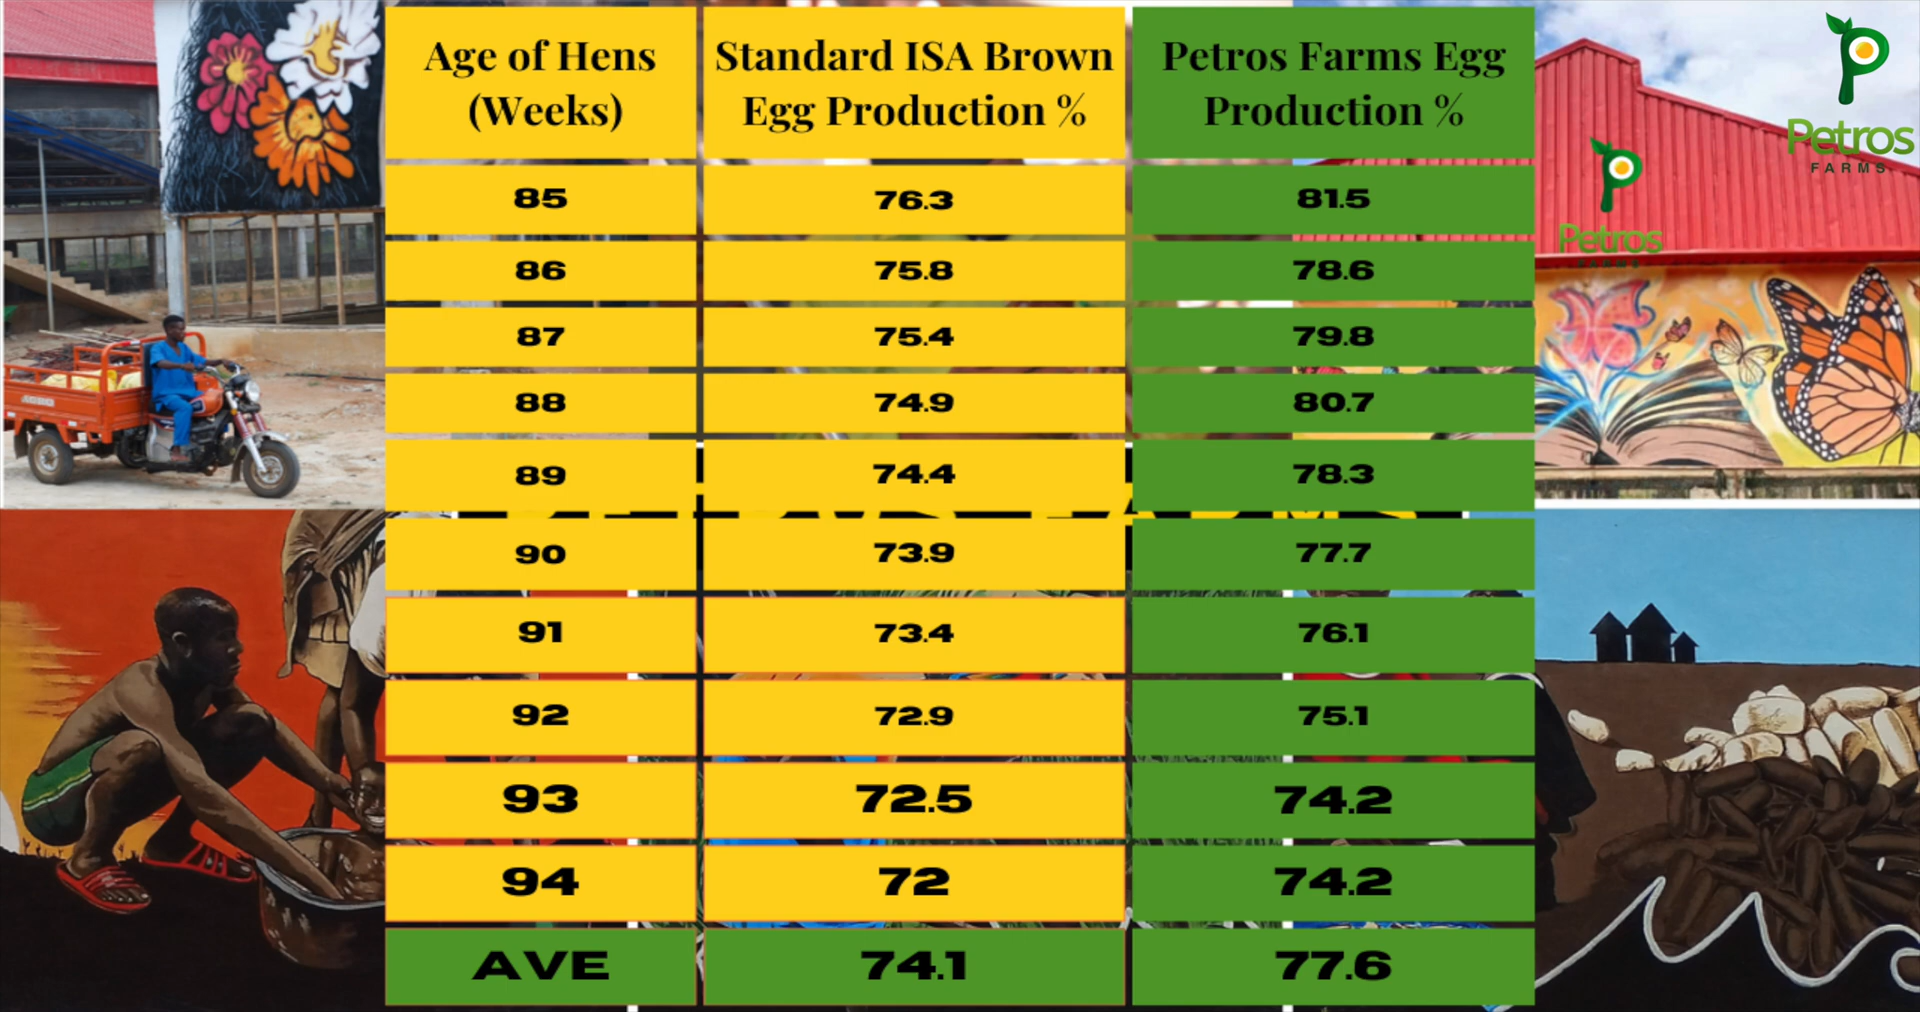 Age of Hens
(Weeks)
Standard ISA Brown
Egg Production %
Petros Farms Egg
Production %
85 76.3 81.5
86 75.8 78.6
87 75.4 79.8
88 74.9 80.7
89 74.4 78.3
90 73.9 77.7
91 73.4 76.1
92 72.9 75.1
93 72.5 74.2
94 72 74.2
AVE 74.1 77.6
Petros
FARMS
Petros
FARMS